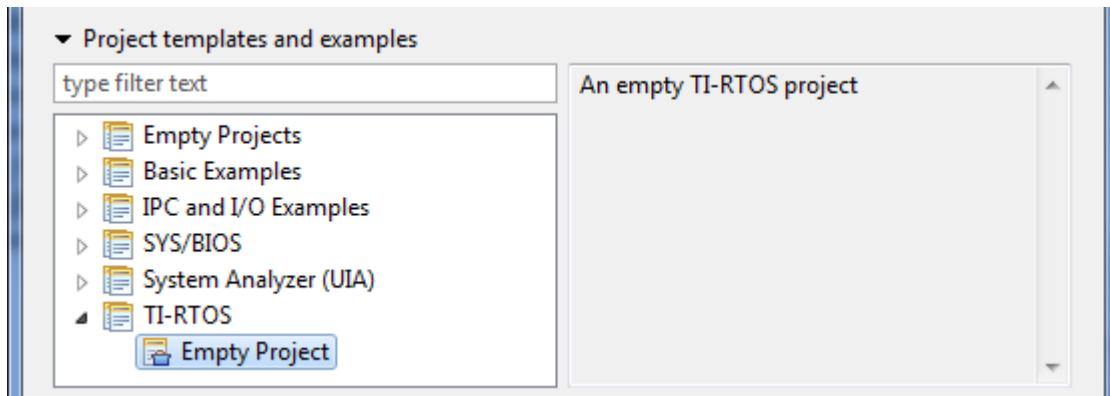 Project templates and examples
type filter text
Empty Projects
Basic Examples
IPC and I/O Examples
SYS/BIOS
System Analyzer (UIA)
TI-RTOS
Empty Project
An empty TI-RTOS project